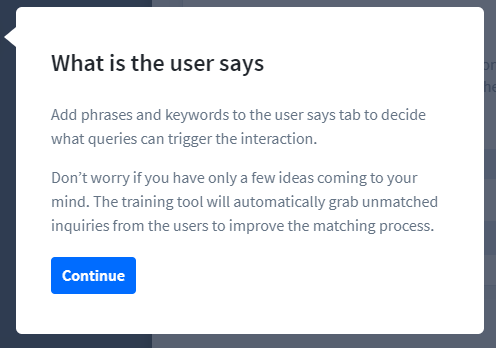 What is the user says
Add phrases and keywords to the user says tab to decide
what queries can trigger the interaction.
Don’t worry if you have only a few ideas coming to your
mind. The training tool will automatically grab unmatched
inquiries from the users to improve the matching process.
Continue